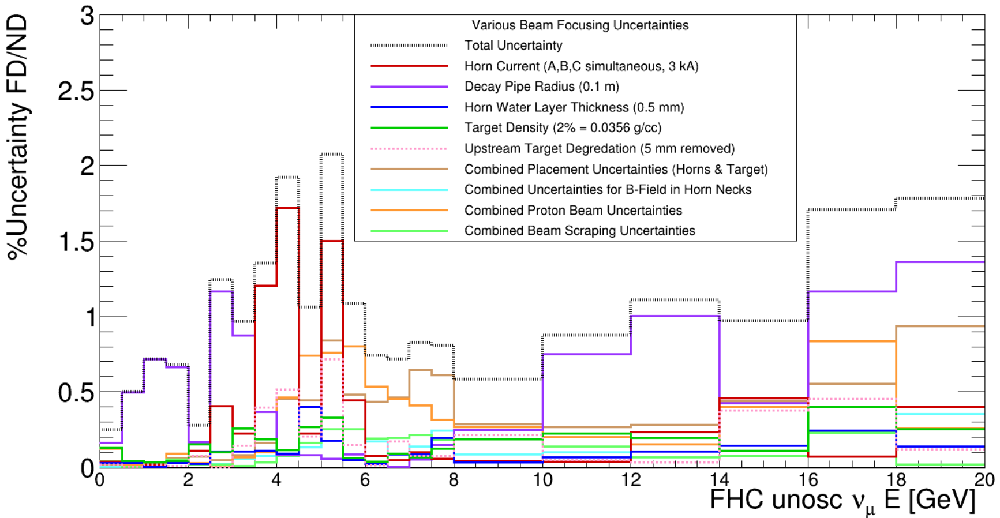 %Uncertainty FD/ND
3
2.5
2
1.5
1
0.5
0
Various Beam Focusing Uncertainties
Total Uncertainty
Horn Current (A,B,C simultaneous, 3 kA)
Decay Pipe Radius (0.1 m)
Horn Water Layer Thickness (0.5 mm)
Target Density (2% = 0.0356 g/cc)
Upstream Target Degredation (5 mm removed)
Combined Placement Uncertainties (Horns & Target)
Combined Uncertainties for B-Field in Horn Necks
Combined Proton Beam Uncertainties
Combined Beam Scraping Uncertainties
0 2 4 6 8 10 12 14 16 18 20
FHC unosc νμ E [GeV]